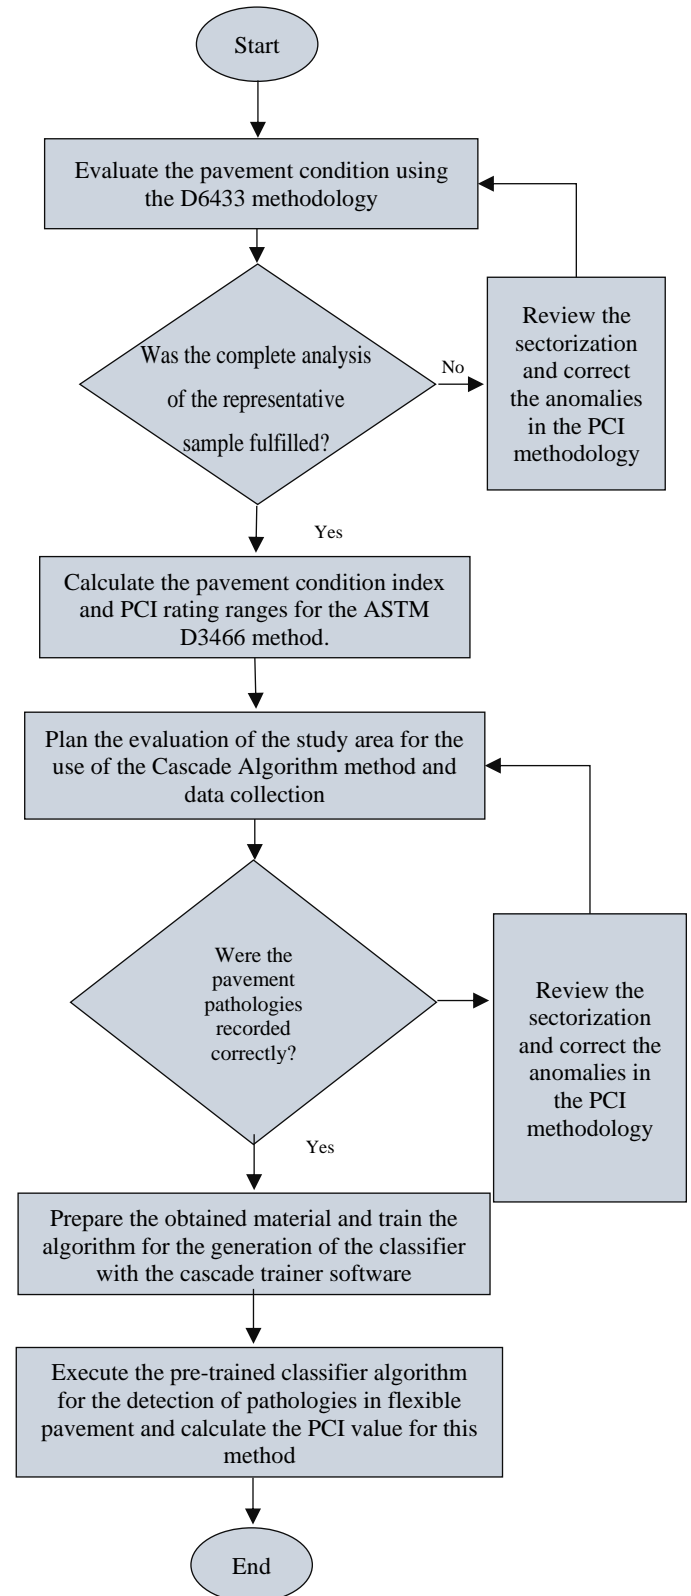 Start
Evaluate the pavement condition using
the D6433 methodology
Was the complete analysis
of the representative
sample fulfilled?
No
Review the
sectorization
and correct
the anomalies
in the PCI
methodology
Yes
Calculate the pavement condition index
and PCI rating ranges for the ASTM
D3466 method.
Plan the evaluation of the study area for the
use of the Cascade Algorithm method and
data collection
Were the
pavement
pathologies
recorded
correctly?
Review the
sectorization
and correct the
anomalies in
the PCI
methodology
Yes
Prepare the obtained material and train the
algorithm for the generation of the classifier
with the cascade trainer software
Execute the pre-trained classifier algorithm
for the detection of pathologies in flexible
pavement and calculate the PCI value for this
method
End